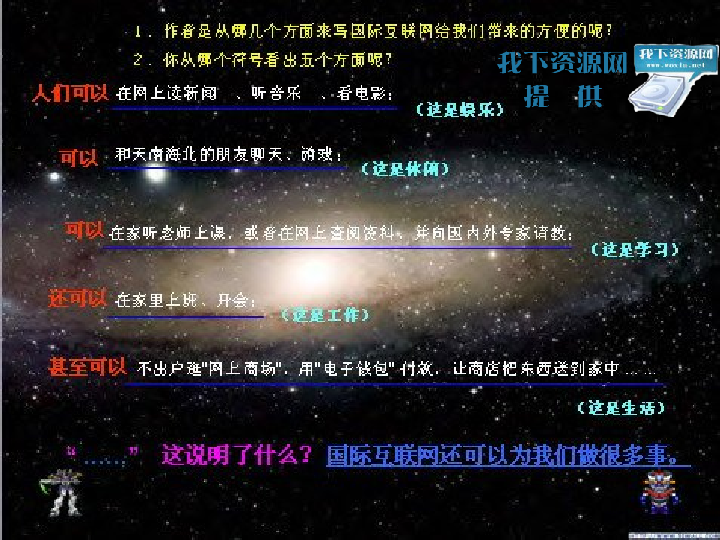 1．作者是从哪几个方面来写国际互联网给我们带来的方便的呢？
2．你从哪个符号看出五个方面呢？
我下资源网
提 供
我下资源网
人们可以 在网上读新闻 、听音乐 、看电影；
（这是娱乐）
可以 和天南海北的朋友聊天、游戏；
（这是休闲）
可以 在家听老师上课，或者在网上查阅资料，并向国内外专家请教；
（这是学习）
还可以 在家里上班、开会；
（这是工作）
甚至可以 不出户逛"网上商场"，用"电子钱包"付款，让商店把东西送到家中……
（这是生活）
“……” 这说明了什么？ 国际互联网还可以为我们做很多事。